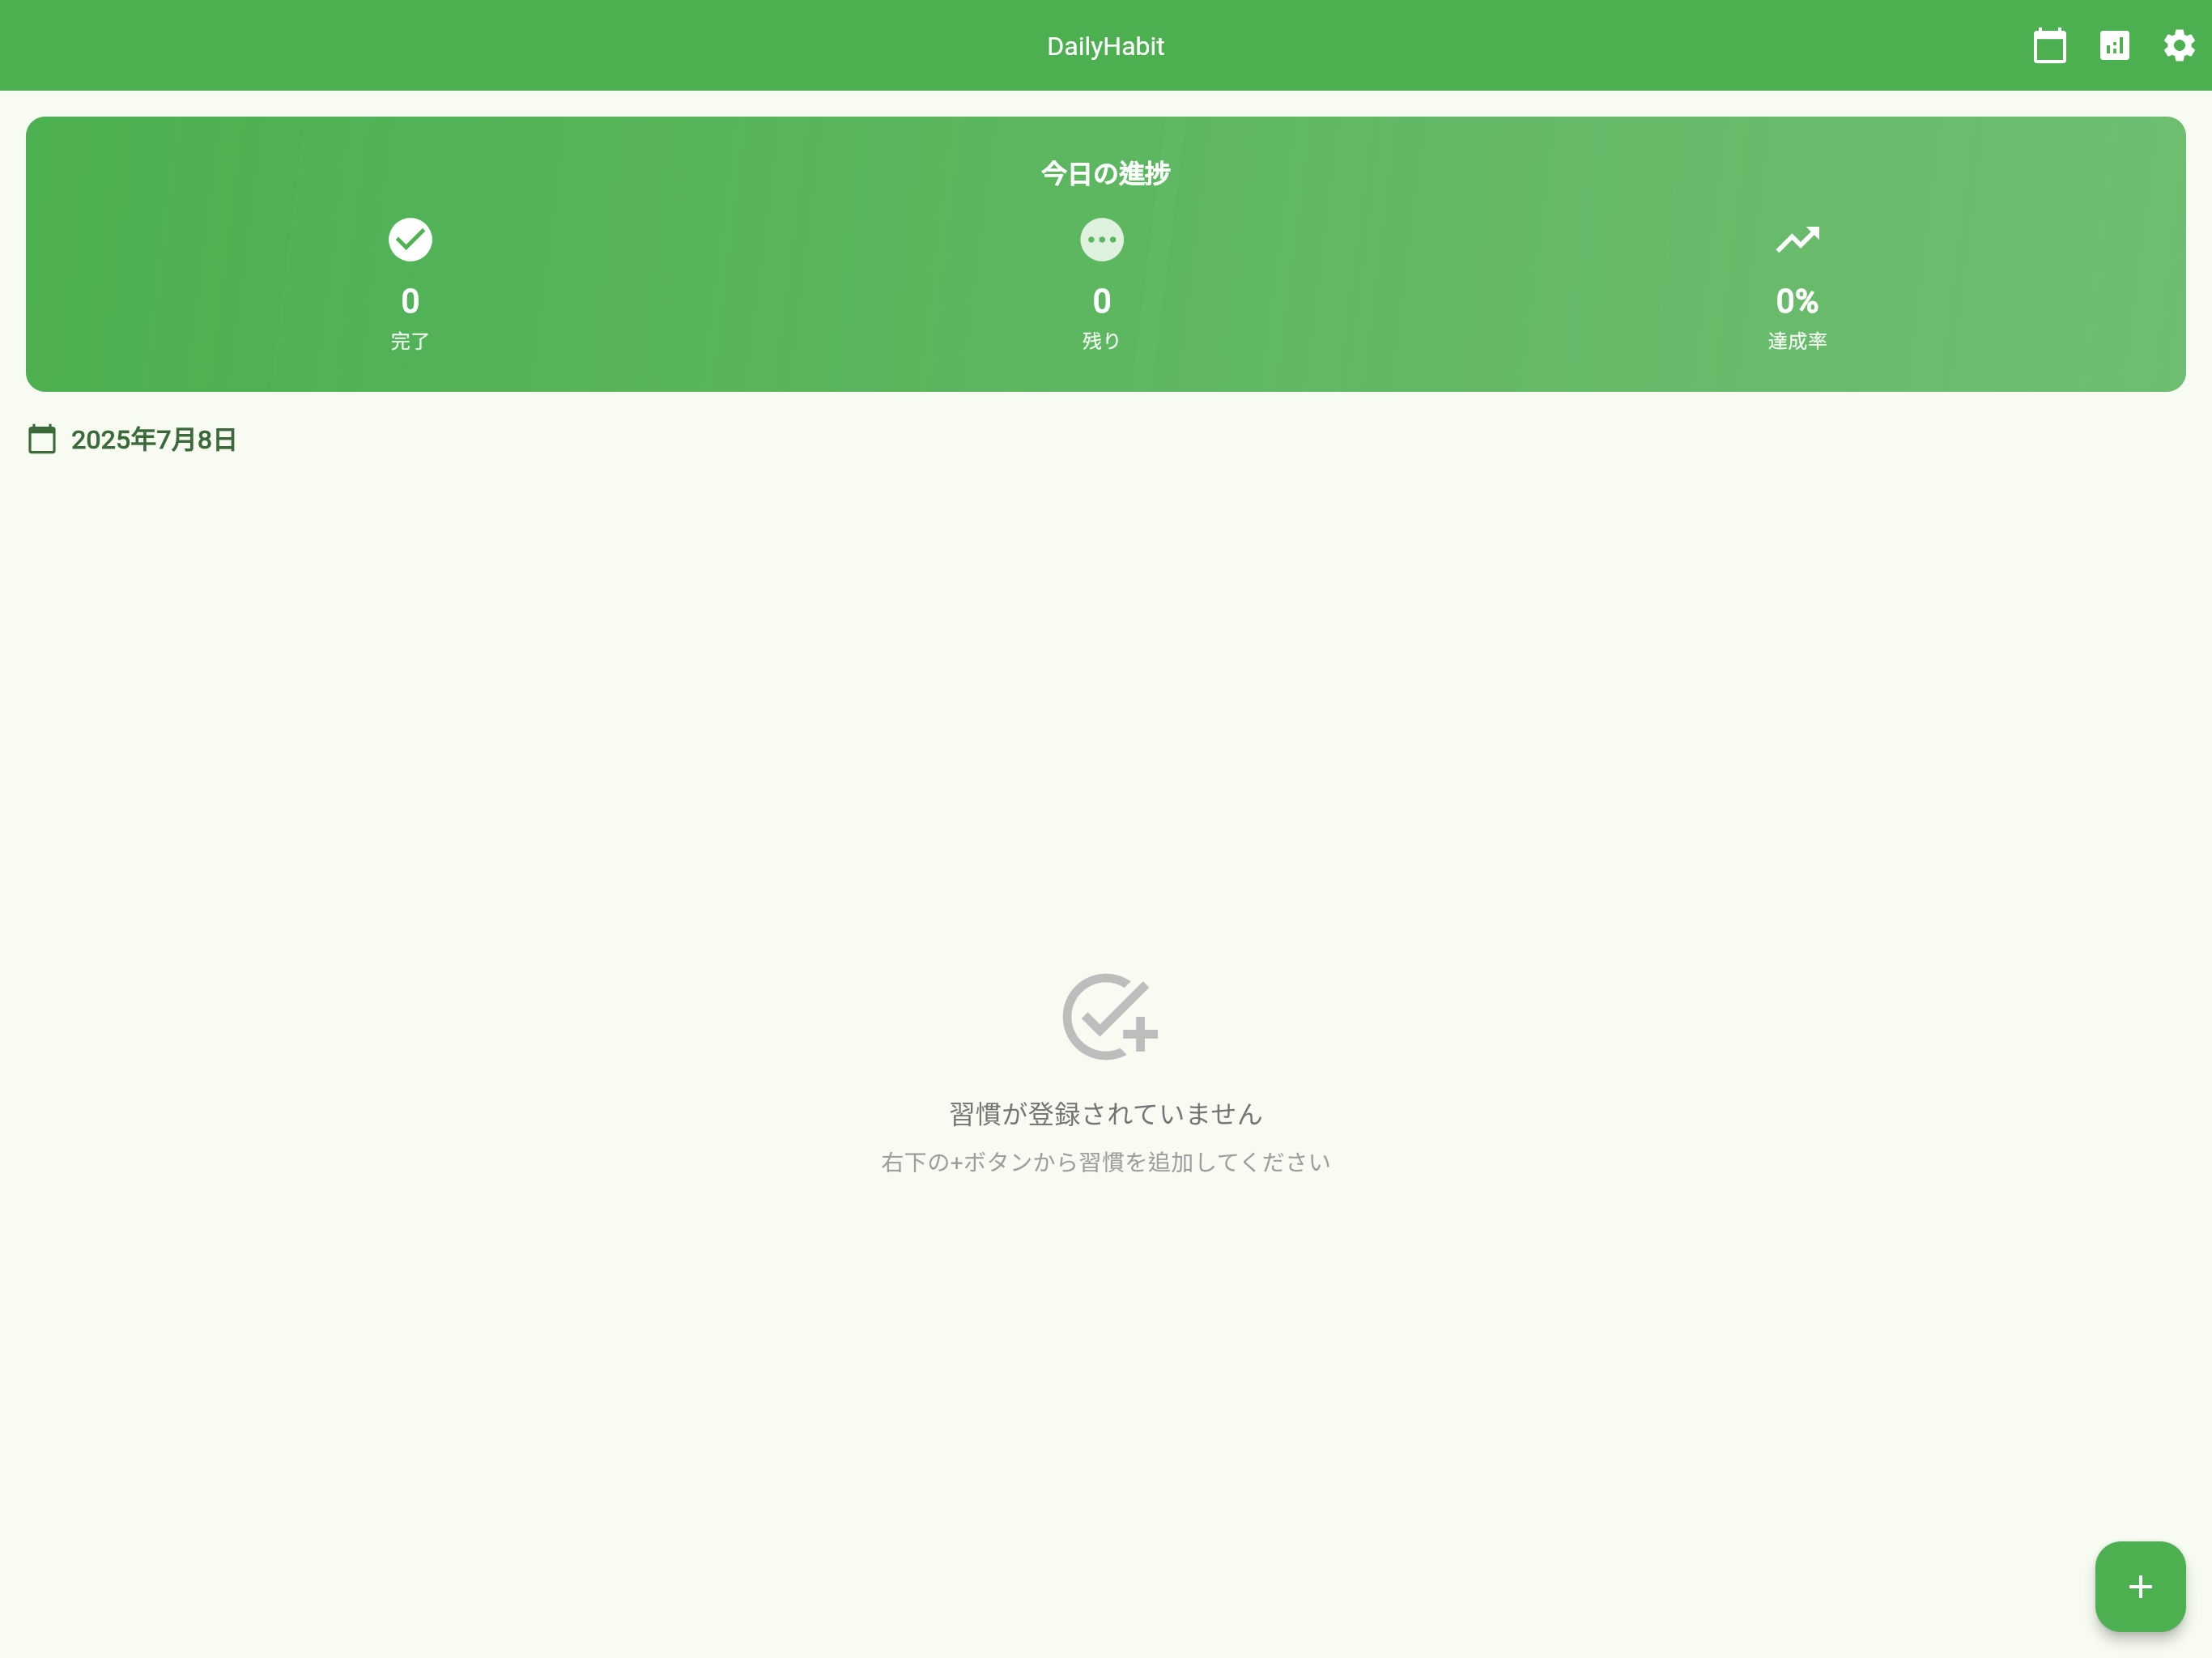 DailyHabit
今日の進捗
0
完了
0
残り
0%
達成率
2025年7月8日
習慣が登録されていません
右下の+ボタンから習慣を追加してください